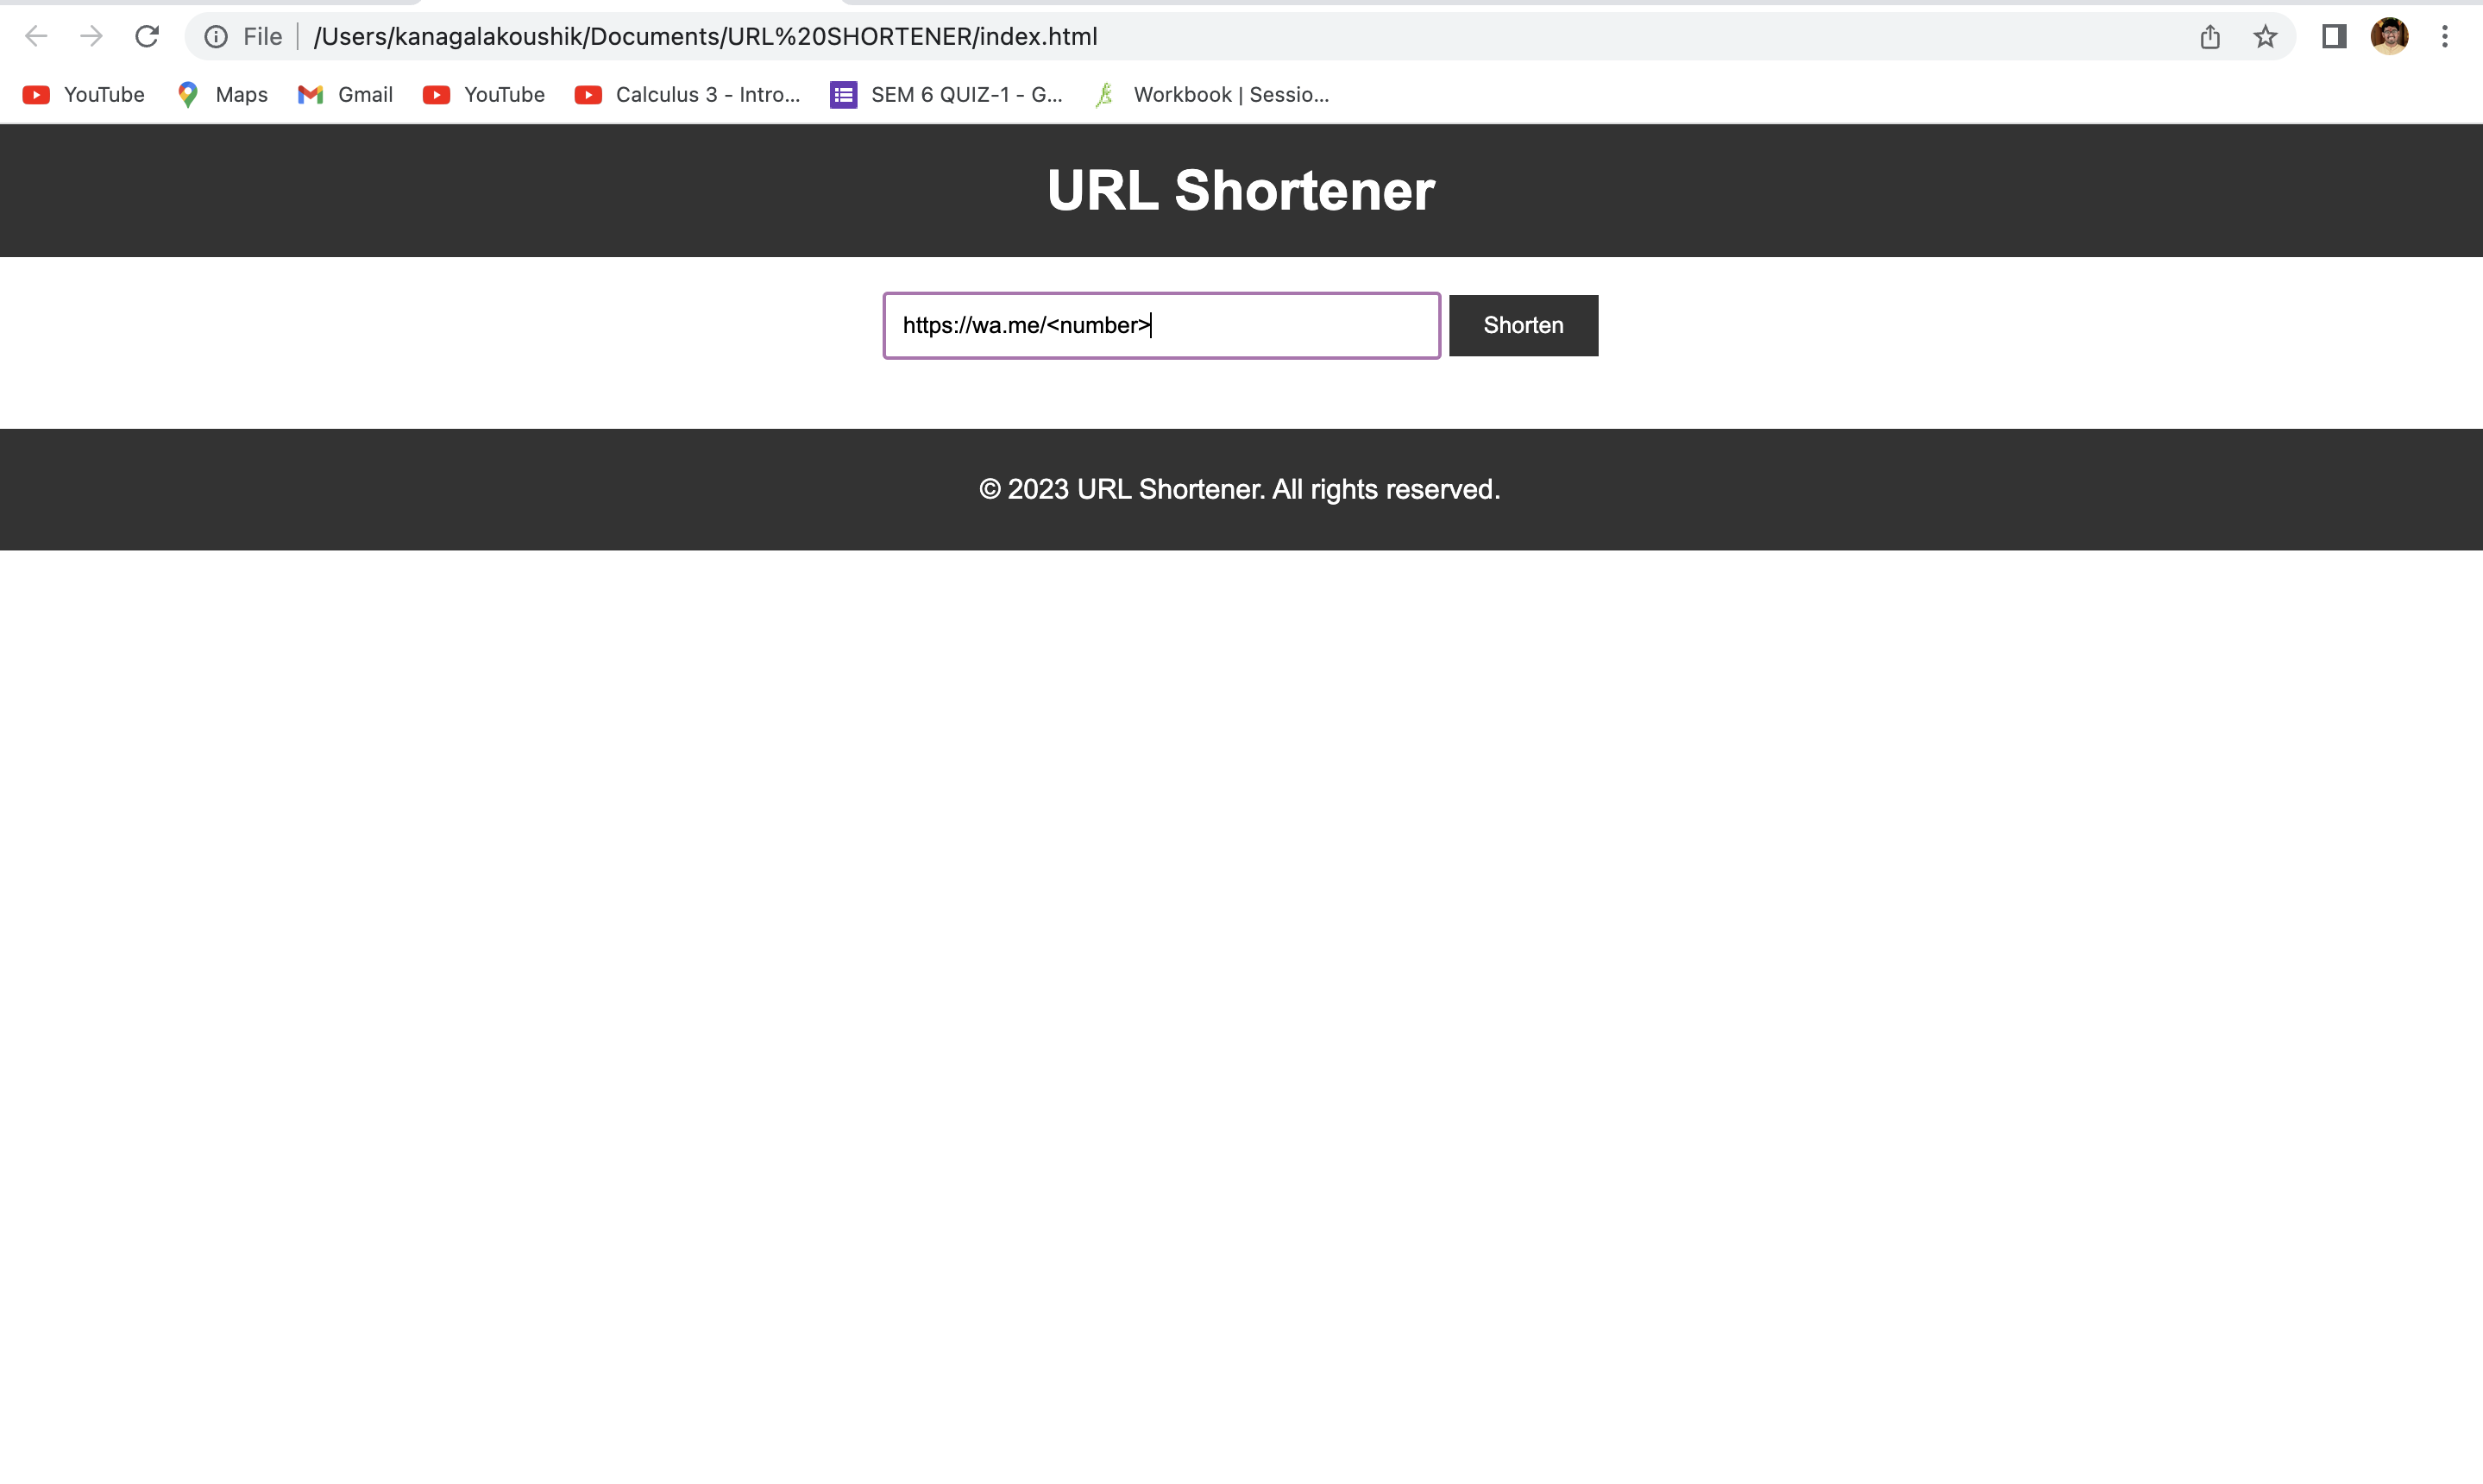 File /Users/kanagalakoushik/Documents/URL%20SHORTENER/index.html
YouTube Maps Gmail YouTube Calculus 3 - Intro... SEM 6 QUIZ-1 - G... Workbook | Sessio...
URL Shortener
https://wa.me/<number> Shorten
© 2023 URL Shortener. All rights reserved.